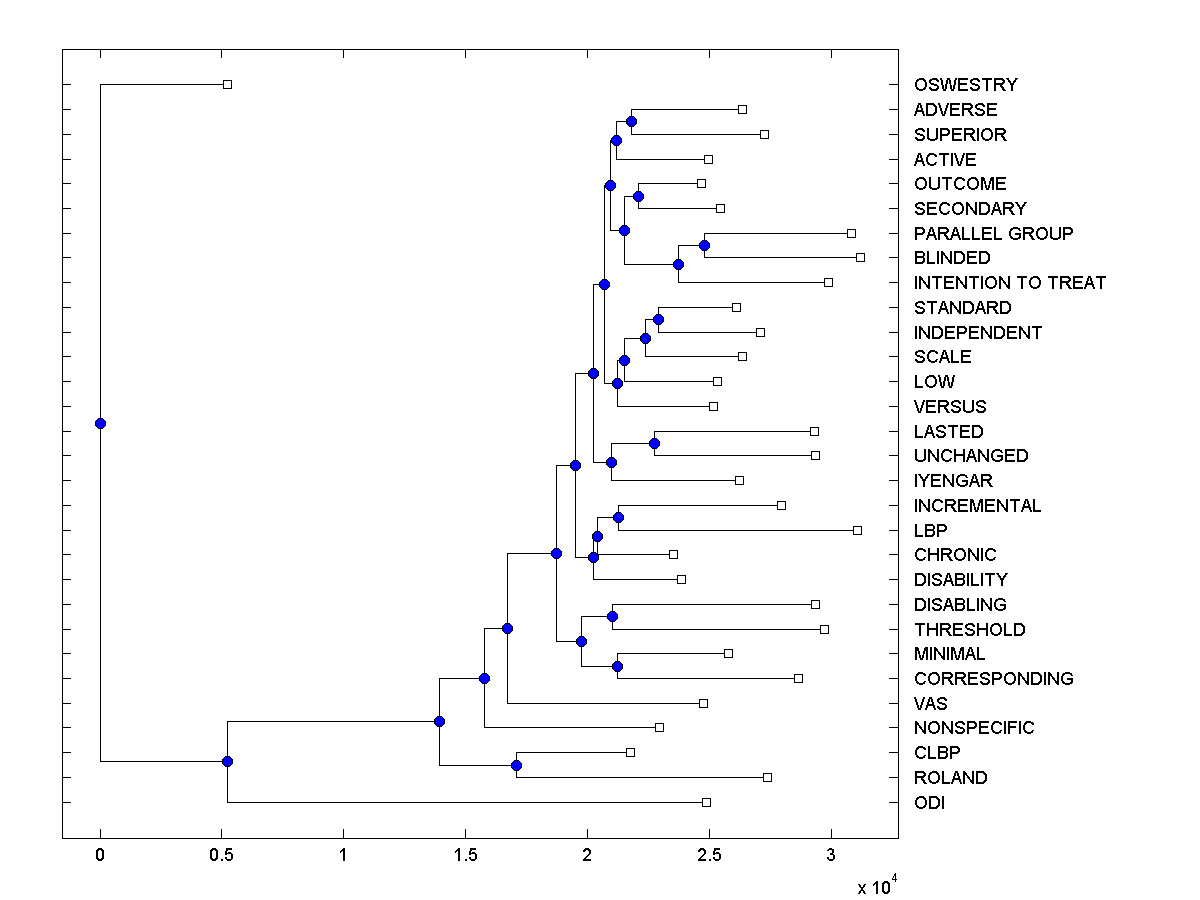 OSWESTRY
ADVERSE
SUPERIOR
ACTIVE
OUTCOME
SECONDARY
PARALLEL GROUP
BLINDED
INTENTION TO TREAT
STANDARD
INDEPENDENT
SCALE
LOW
VERSUS
LASTED
UNCHANGED
IYENGAR
INCREMENTAL
LBP
CHRONIC
DISABILITY
DISABLING
THRESHOLD
MINIMAL
CORRESPONDING
VAS
NONSPECIFIC
CLBP
ROLAND
ODI
0 0.5 1 1.5 2 2.5 3
x 10^4